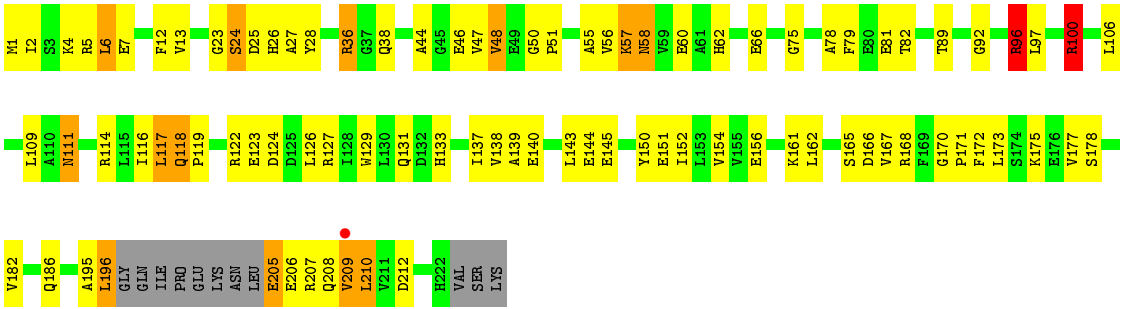 M1 I2 S3 K4 R5 L6 E7 F12 V13 G23 S24 D25 H26 A27 Y28 R36 G37 Q38 A44 G45 E46 V47 V48 E49 G50 P51 A55 V56 K57 N58 V59 E60 A61 H62 E66 G75 A78 F79 E80 E81 T82 T89 G92 R96 L97 R100 L106
L109 A110 N111 R114 L115 I116 L117 Q118 P119 R122 E123 D124 D125 L126 R127 I128 W129 L130 Q131 D132 H133 I137 V138 A139 E140 L143 E144 E145 Y150 E151 I152 L153 V154 V155 E156 K161 L162 S165 D166 V167 R168 F169 G170 P171 F172 L173 S174 K175 E176 V177 S178
V182 Q186 A195 L196 GLY GLN ILE PRO GLU LYS ASN LEU E205 E206 R207 Q208 V209 L210 V211 D212 H222 VAL SER LYS